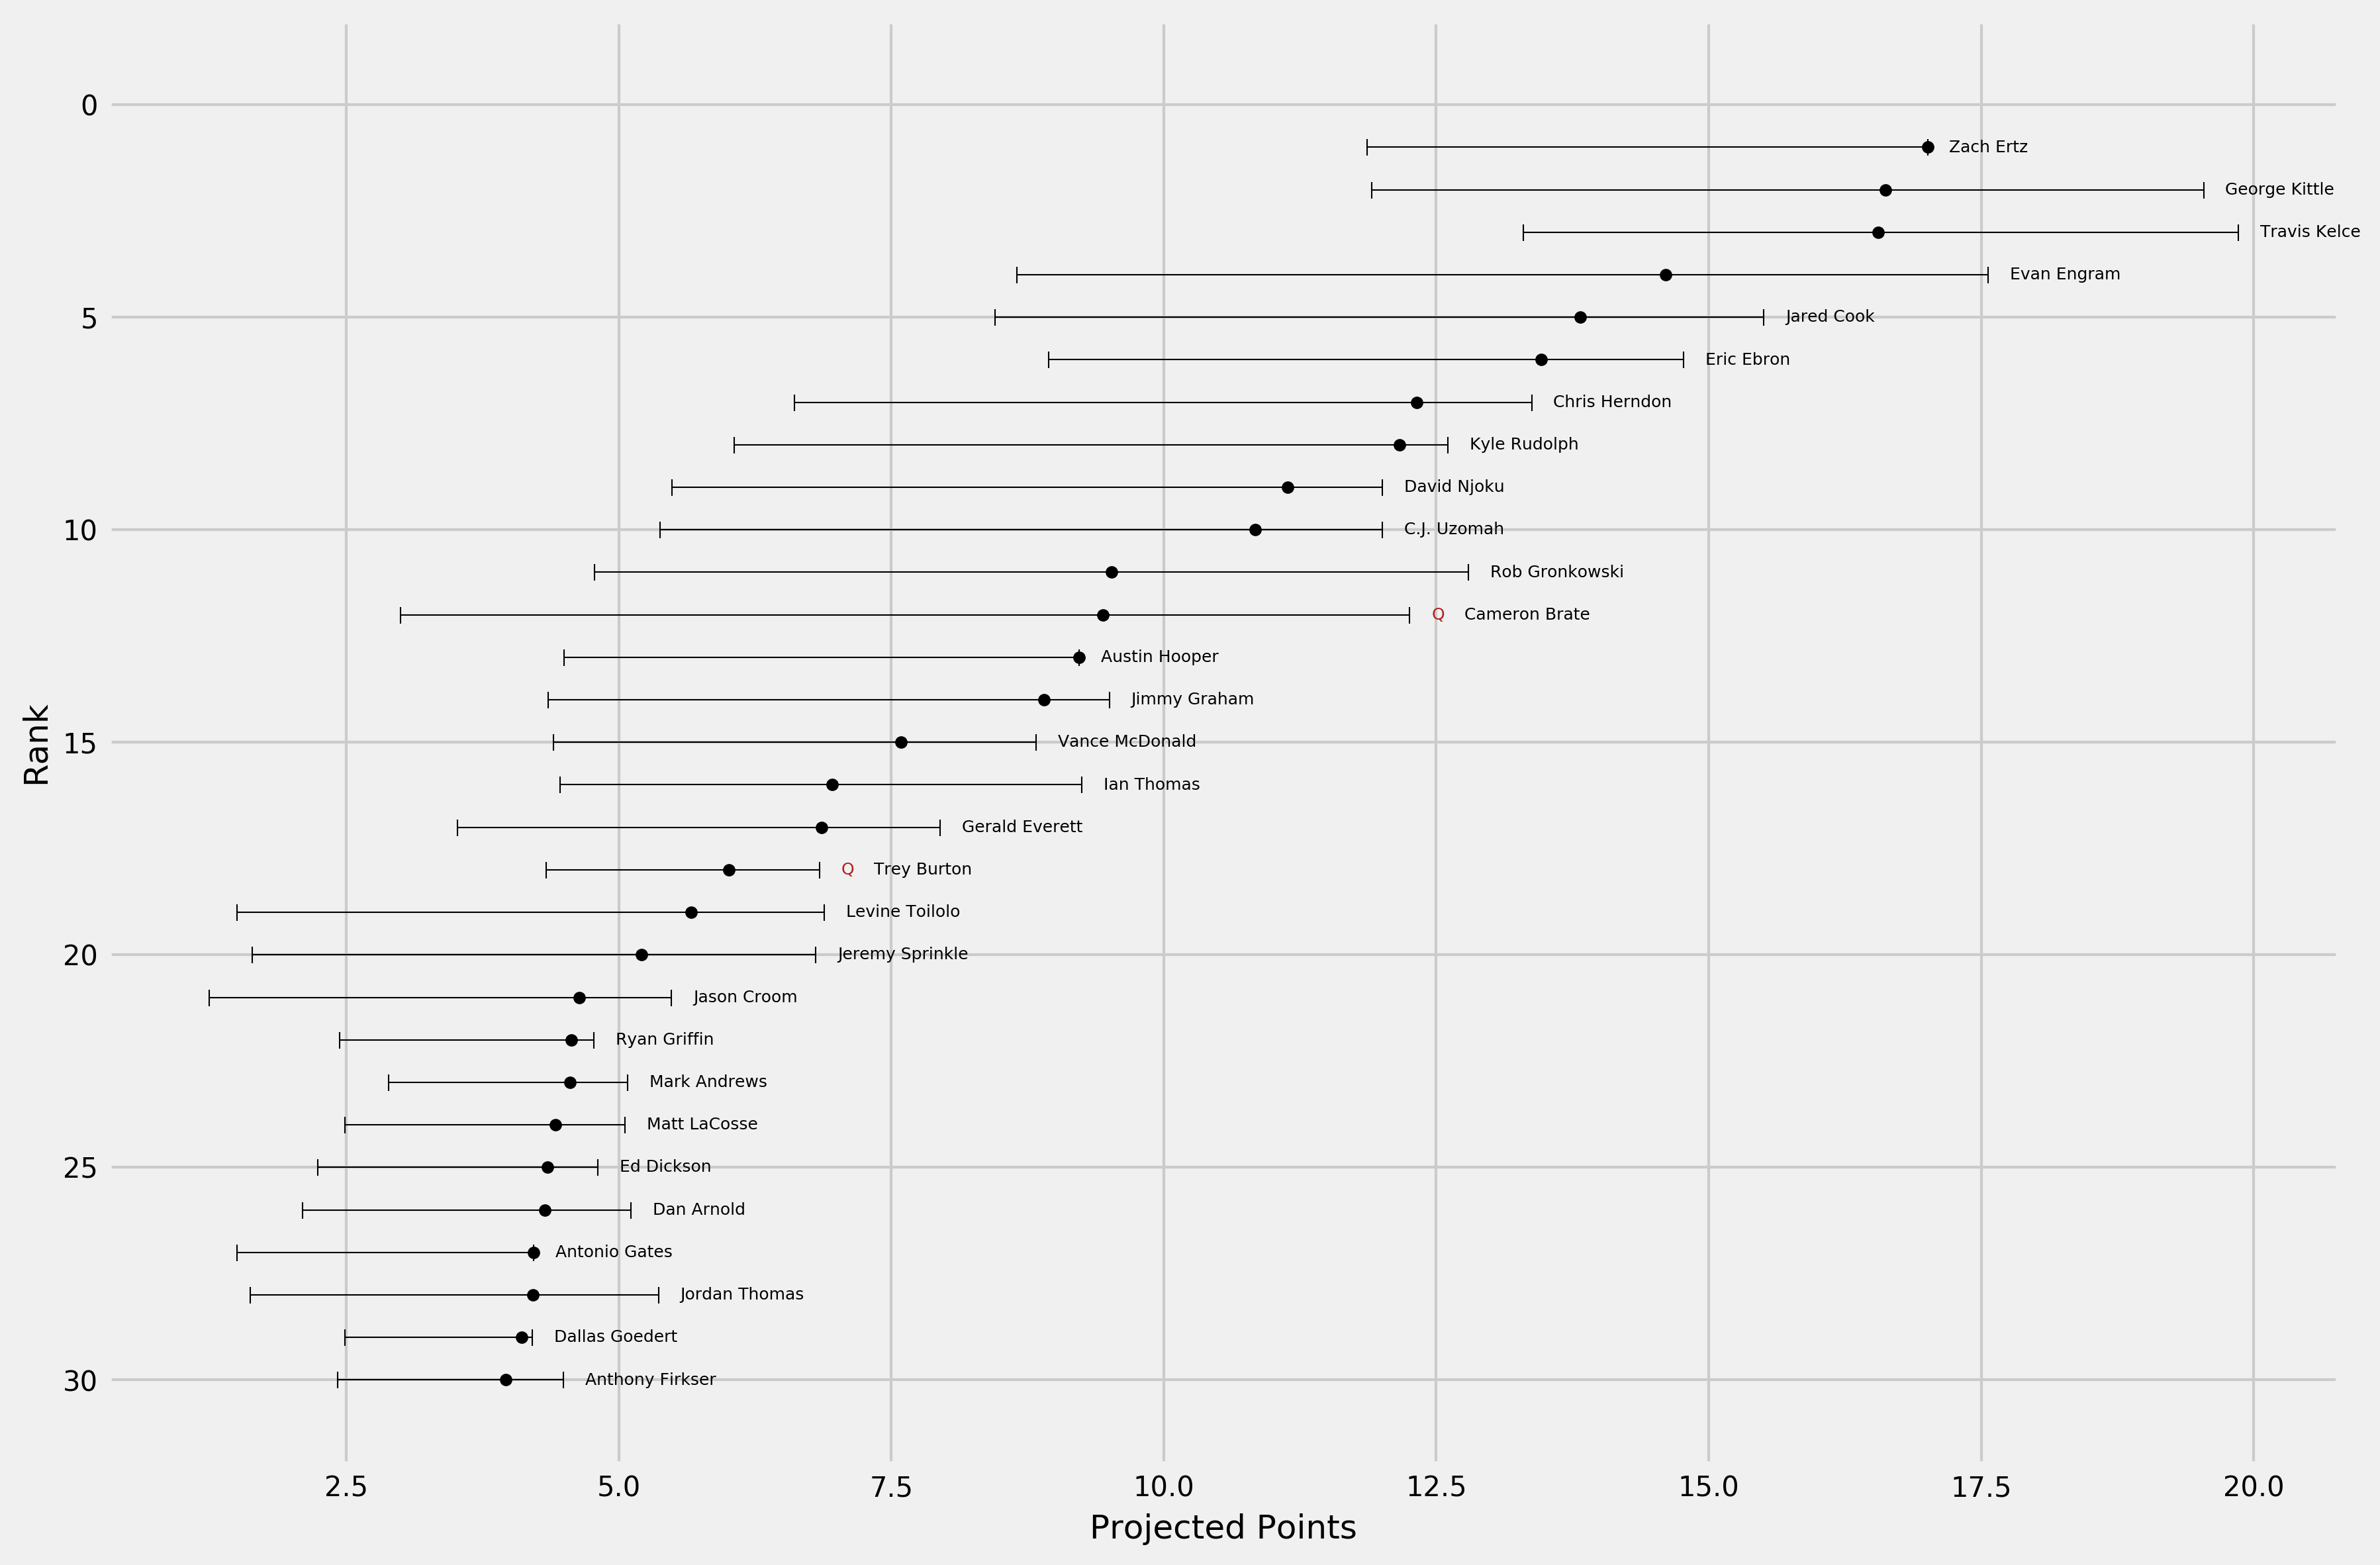 0
Zach Ertz
George Kittle
Travis Kelce
Evan Engram
5
Jared Cook
Eric Ebron
Chris Herndon
Kyle Rudolph
David Njoku
10
C.J. Uzomah
Rob Gronkowski
Q Cameron Brate
Austin Hooper
Jimmy Graham
Rank
15
Vance McDonald
Ian Thomas
Gerald Everett
Q Trey Burton
Levine Toilolo
20
Jeremy Sprinkle
Jason Croom
Ryan Griffin
Mark Andrews
Matt LaCosse
25
Ed Dickson
Dan Arnold
Antonio Gates
Jordan Thomas
Dallas Goedert
30
Anthony Firkser
2.5 5.0 7.5 10.0 12.5 15.0 17.5 20.0
Projected Points